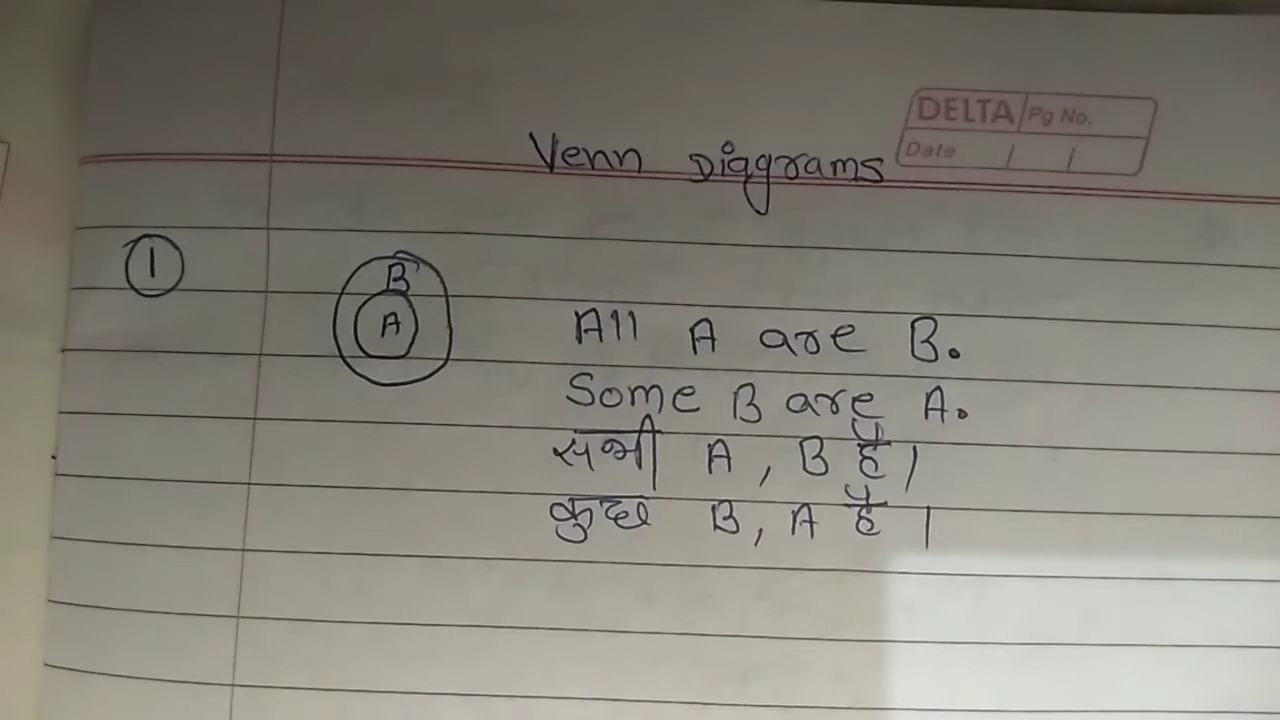 DELTA Pg No.
Date / /
Venn Diagrams
1
B
A
All A are B.
Some B are A.
सभी A, B है।
कुछ B, A है।